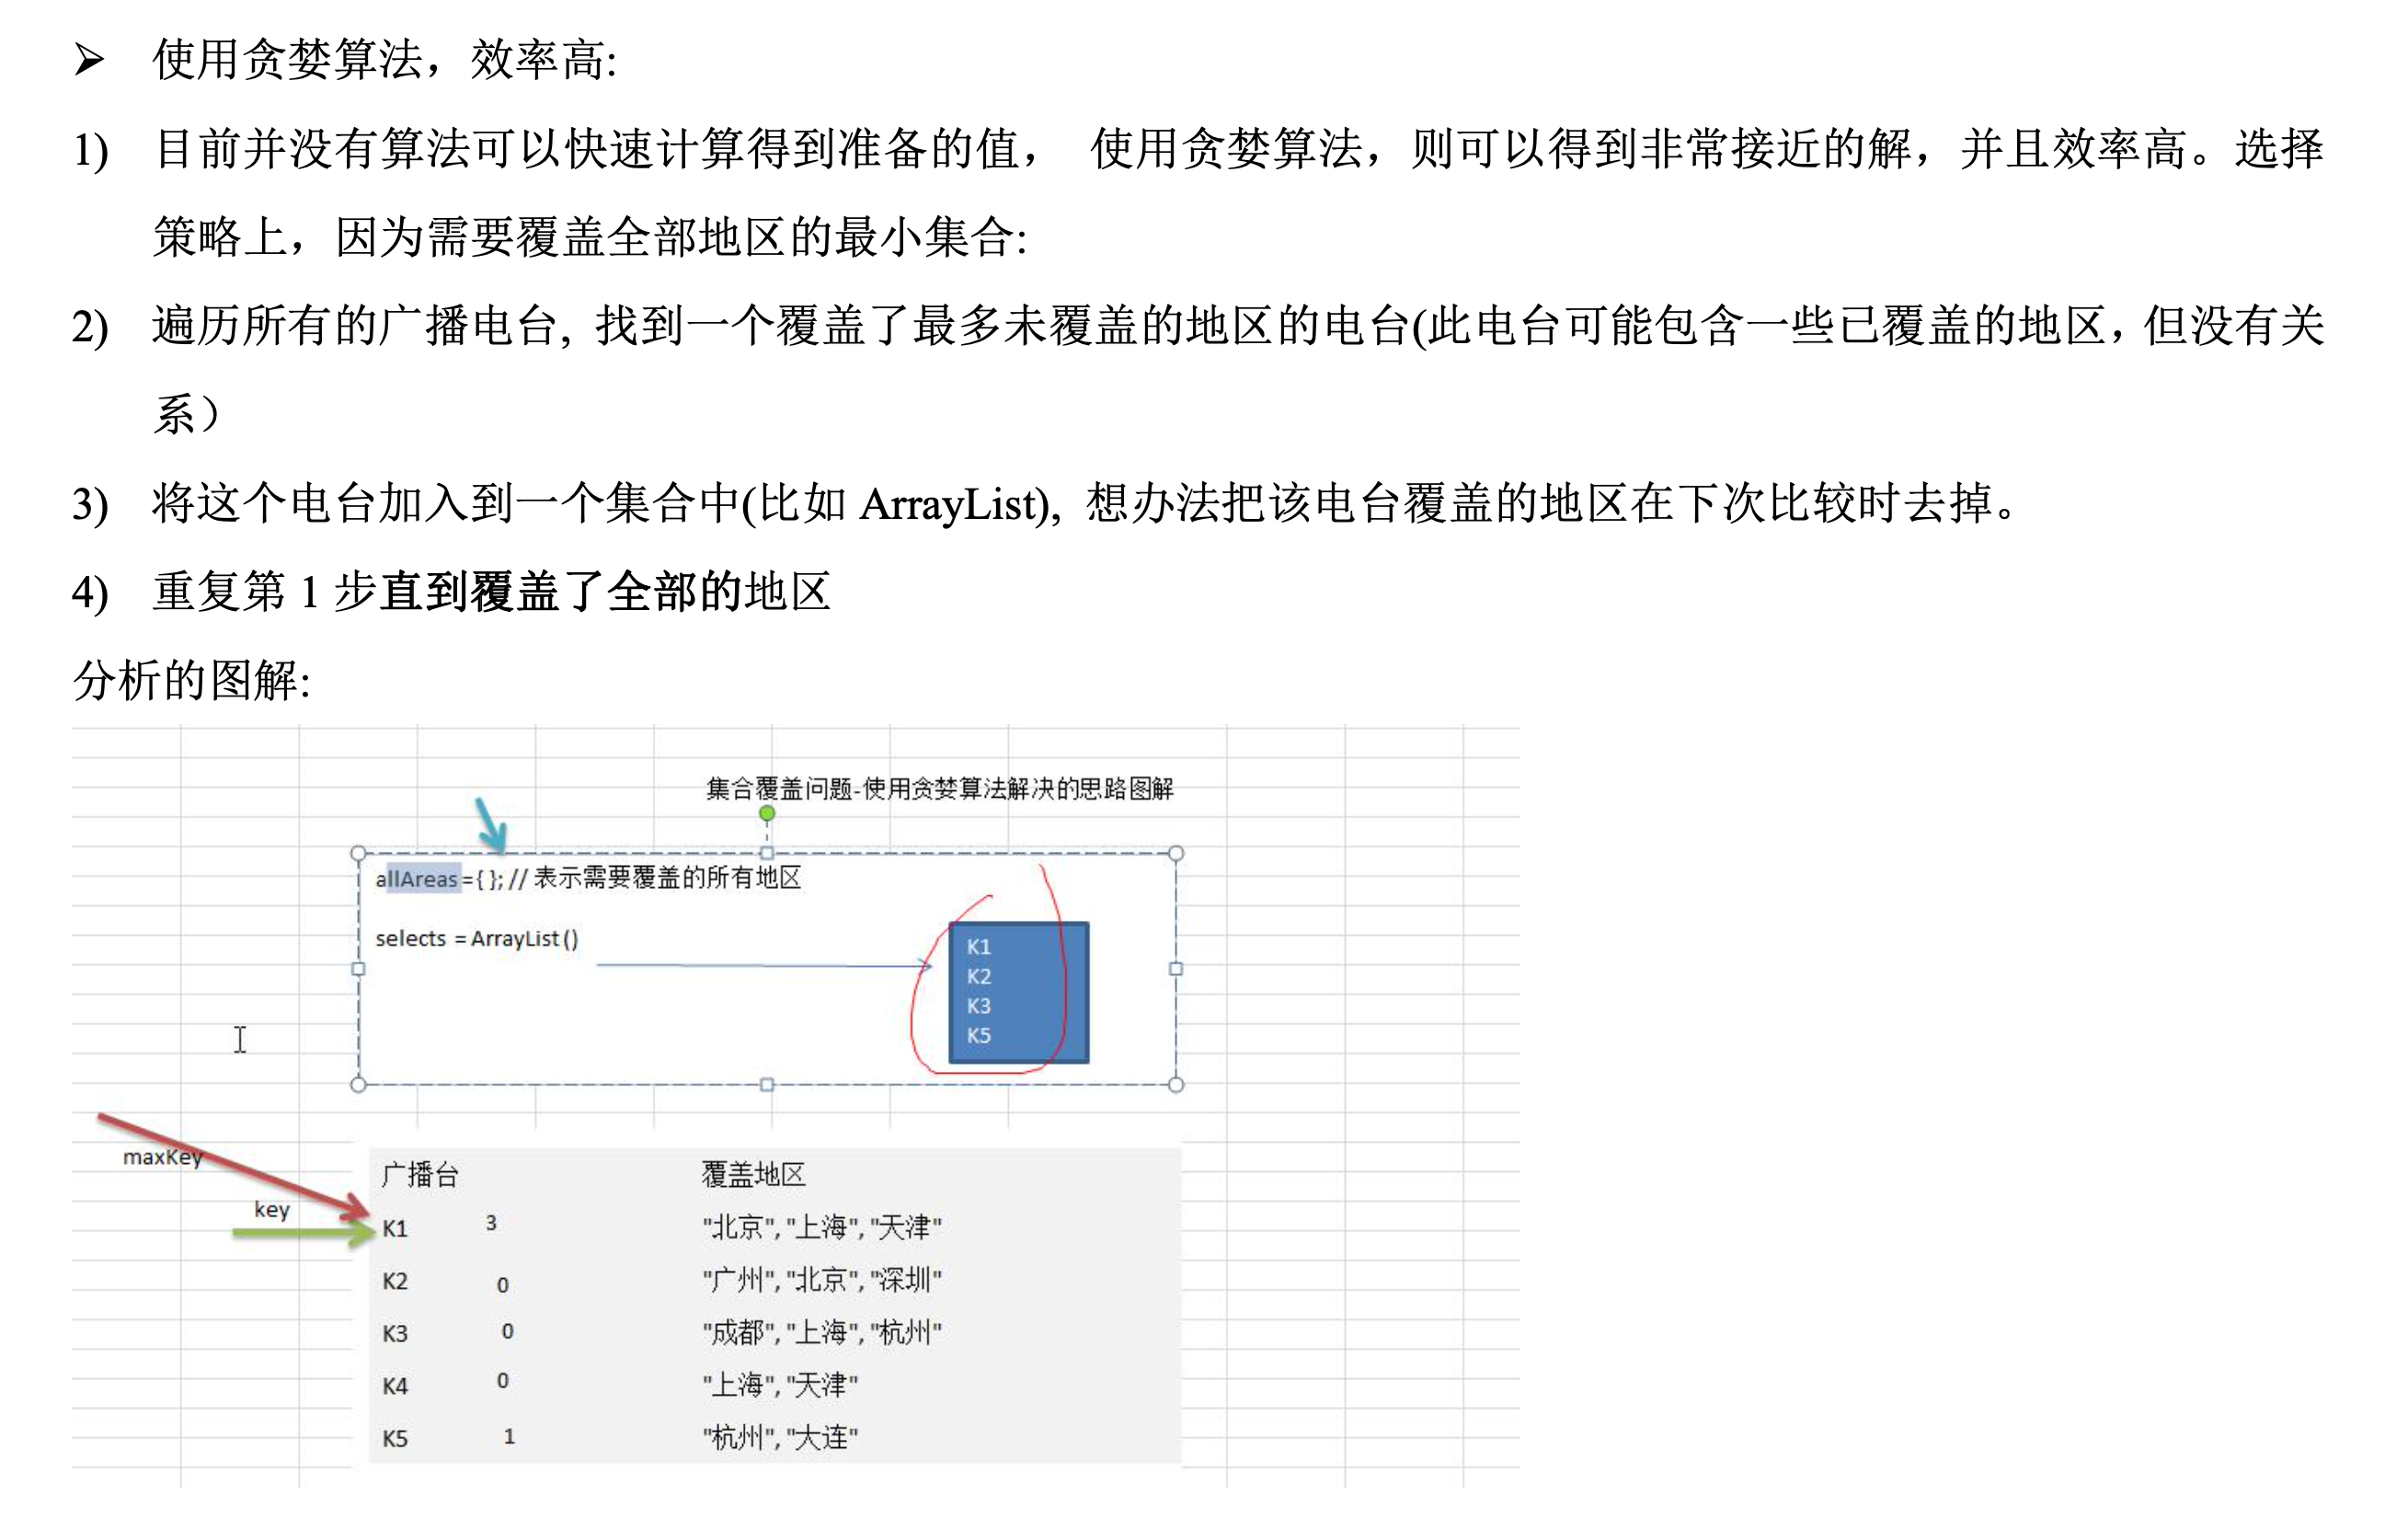 ➢ 使用贪婪算法，效率高:
1) 目前并没有算法可以快速计算得到准备的值， 使用贪婪算法，则可以得到非常接近的解，并且效率高。选择
策略上，因为需要覆盖全部地区的最小集合:
2) 遍历所有的广播电台, 找到一个覆盖了最多未覆盖的地区的电台(此电台可能包含一些已覆盖的地区，但没有关
系）
3) 将这个电台加入到一个集合中(比如 ArrayList), 想办法把该电台覆盖的地区在下次比较时去掉。
4) 重复第 1 步直到覆盖了全部的地区
分析的图解:
集合覆盖问题-使用贪婪算法解决的思路图解
allAreas={ }; // 表示需要覆盖的所有地区
selects = ArrayList()
K1
K2
K3
K5
maxKey
key
广播台 覆盖地区
K1 3 "北京", "上海", "天津"
K2 0 "广州", "北京", "深圳"
K3 0 "成都", "上海", "杭州"
K4 0 "上海", "天津"
K5 1 "杭州", "大连"